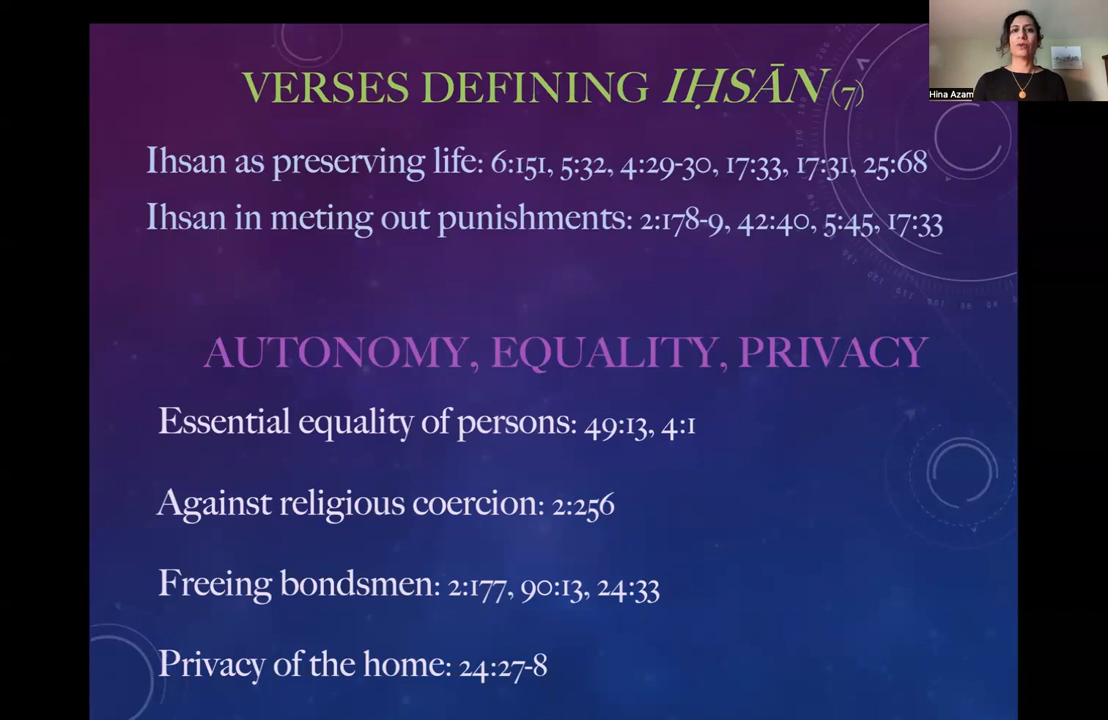 VERSES DEFINING IḤSĀN (7)
Hina Azam
Ihsan as preserving life: 6:151, 5:32, 4:29-30, 17:33, 17:31, 25:68
Ihsan in meting out punishments: 2:178-9, 42:40, 5:45, 17:33
AUTONOMY, EQUALITY, PRIVACY
Essential equality of persons: 49:13, 4:1
Against religious coercion: 2:256
Freeing bondsmen: 2:177, 90:13, 24:33
Privacy of the home: 24:27-8